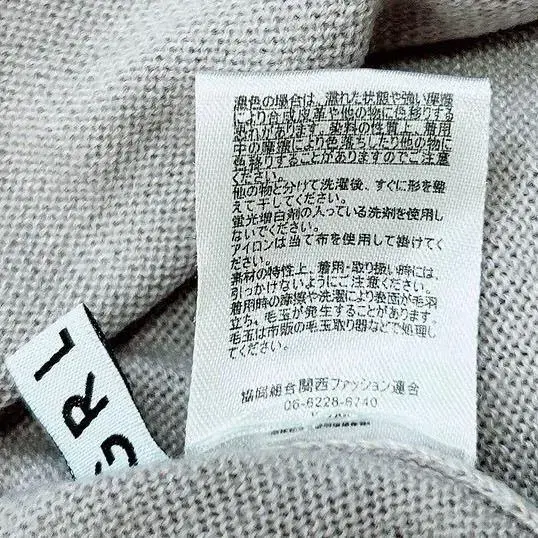 濃色の場合は、濡れた状態や強い摩擦
により合成皮革や他の物に色移りする
恐れがあります。染料の性質上、着用
中の摩擦により色落ちしたり他の物に
色移りすることがありますのでご注意
ください。
他の物と分けて洗濯後、すぐに形を整
えて干してください。
蛍光増白剤の入っている洗剤を使用し
ないでください。
アイロンは当て布を使用して掛けてく
ださい。
素材の特性上、着用・取り扱い時には、
引っかけないようにご注意ください。
着用時の摩擦や洗濯により表面が毛羽
立ち、毛玉が発生することがあります。
毛玉は市販の毛玉取り器などで処理し
てください。
協同組合関西ファッション連合
06-6228-6740
GRL